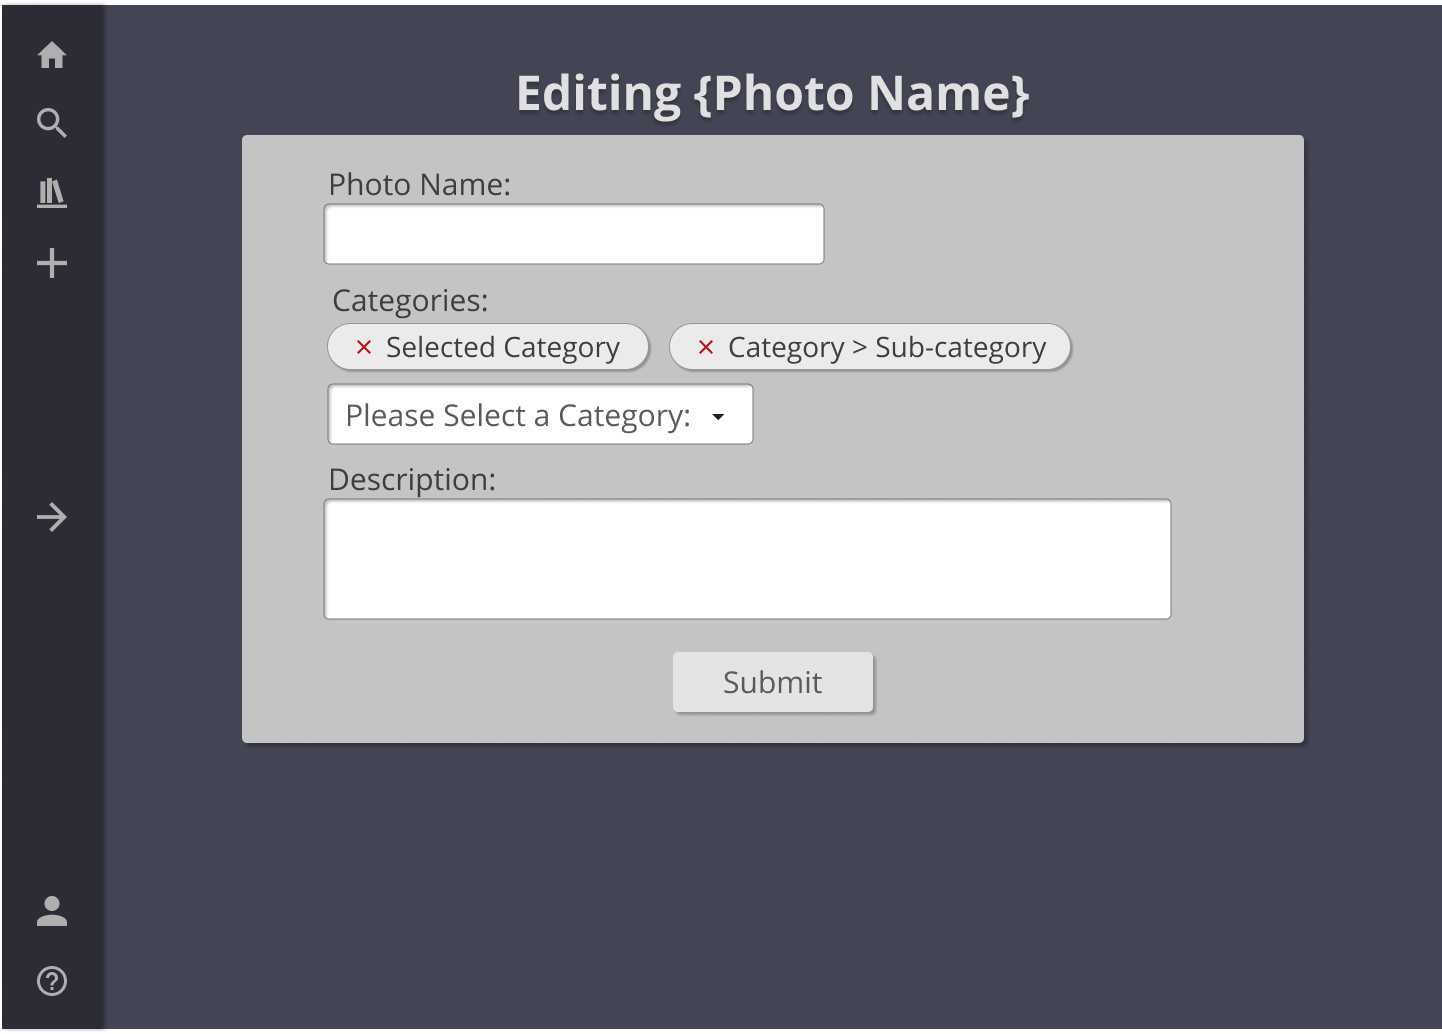 Editing {Photo Name}
Photo Name:
Categories:
× Selected Category
× Category > Sub-category
Please Select a Category:
Description:
Submit